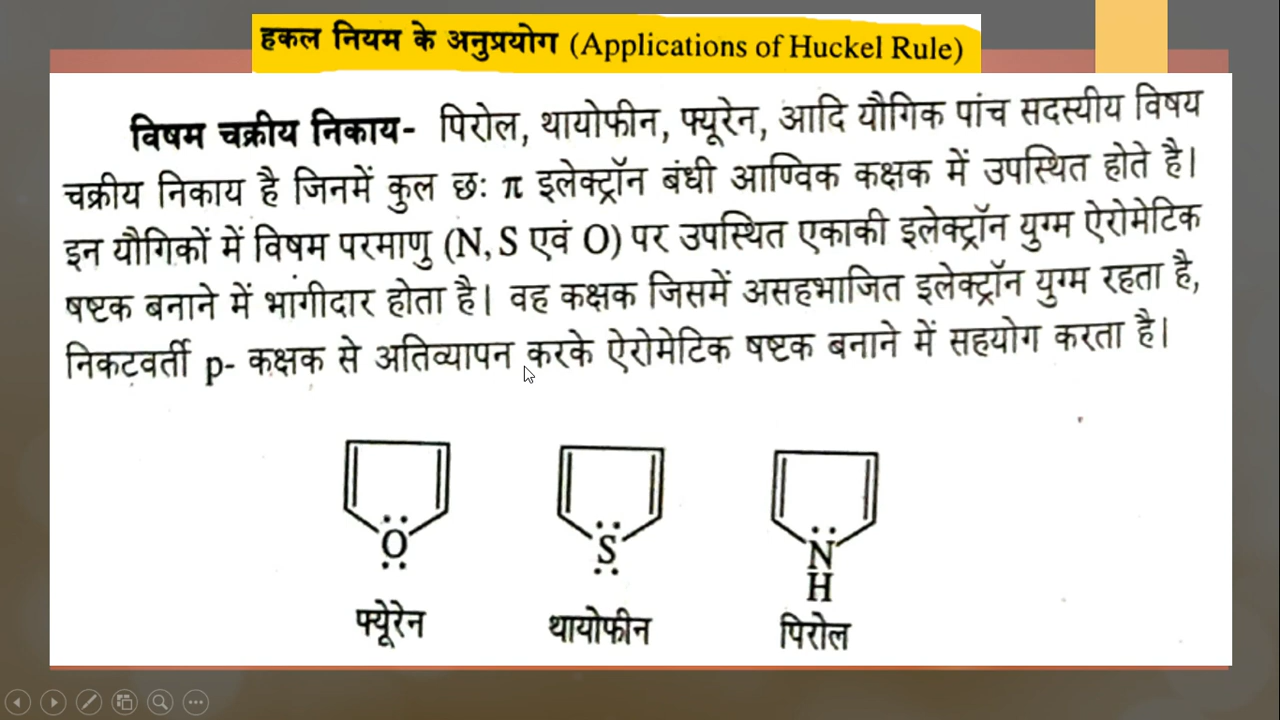 हकल नियम के अनुप्रयोग (Applications of Huckel Rule)
विषम चक्रीय निकाय- पिरोल, थायोफीन, फ्यूरेन, आदि यौगिक पांच सदस्यीय विषय
चक्रीय निकाय है जिनमें कुल छः π इलेक्ट्रॉन बंधी आण्विक कक्षक में उपस्थित होते है।
इन यौगिकों में विषम परमाणु (N, S एवं O) पर उपस्थित एकाकी इलेक्ट्रॉन युग्म ऐरोमेटिक
षष्टक बनाने में भागीदार होता है। वह कक्षक जिसमें असहभाजित इलेक्ट्रॉन युग्म रहता है,
निकटवर्ती p- कक्षक से अतिव्यापन करके ऐरोमेटिक षष्टक बनाने में सहयोग करता है।
O S N
H
फ्यूरेन थायोफीन पिरोल